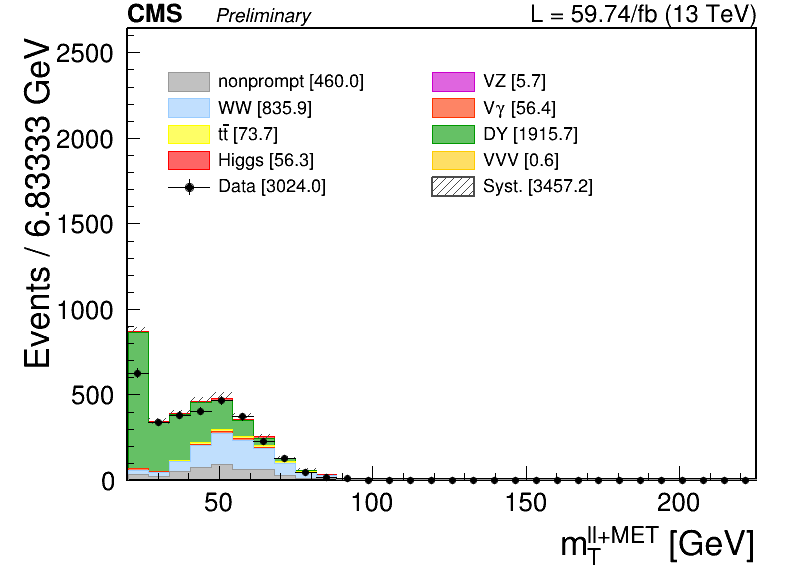 CMS Preliminary L = 59.74/fb (13 TeV)
Events / 6.83333 GeV
2500
2000
1500
1000
500
0
nonprompt [460.0]
WW [835.9]
tt̄ [73.7]
Higgs [56.3]
Data [3024.0]
VZ [5.7]
Vγ [56.4]
DY [1915.7]
VVV [0.6]
Syst. [3457.2]
50 100 150 200
m_T^{ll+MET} [GeV]